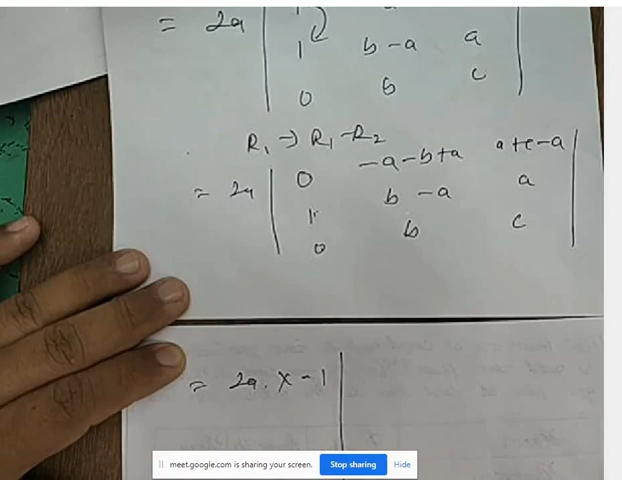 = 2a | 1
1 b-a a
0 b c
R₁ → R₁ - R₂
= 2a | 0 -a-b+a a+c-a |
1 b-a a
0 b c
= 2a. x - 1 |
meet.google.com is sharing your screen. Stop sharing Hide